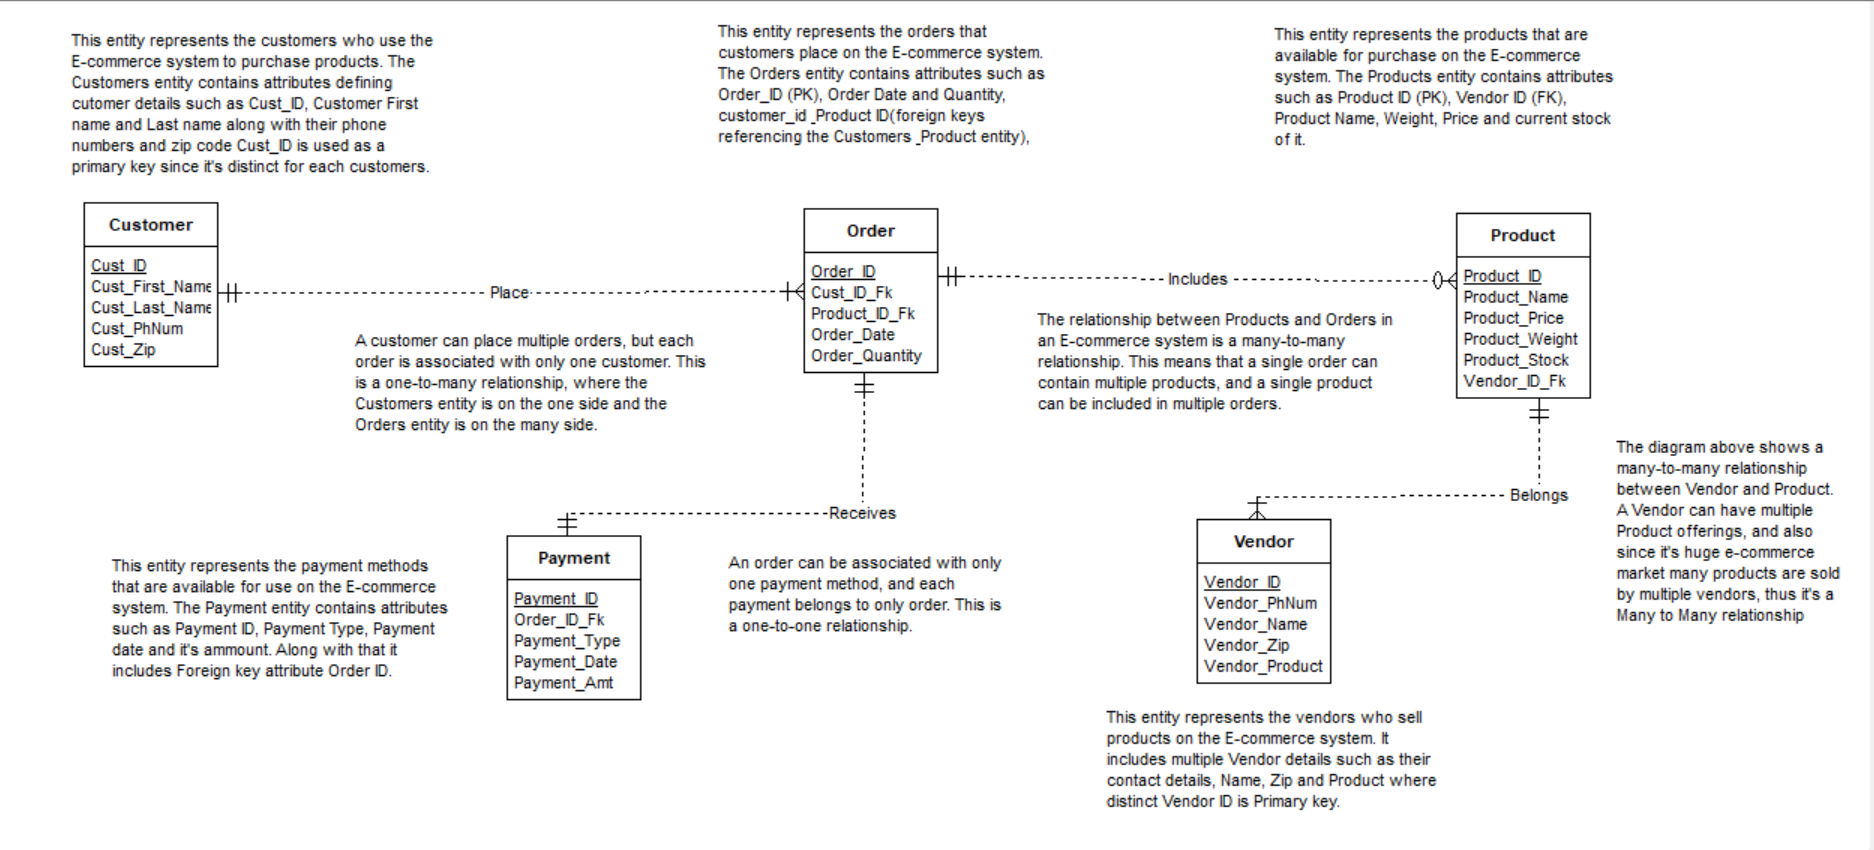 This entity represents the customers who use the
E-commerce system to purchase products. The
Customers entity contains attributes defining
cutomer details such as Cust_ID, Customer First
name and Last name along with their phone
numbers and zip code Cust_ID is used as a
primary key since it's distinct for each customers.
This entity represents the orders that
customers place on the E-commerce system.
The Orders entity contains attributes such as
Order_ID (PK), Order Date and Quantity,
customer_id _Product ID(foreign keys
referencing the Customers _Product entity),
This entity represents the products that are
available for purchase on the E-commerce
system. The Products entity contains attributes
such as Product ID (PK), Vendor ID (FK),
Product Name, Weight, Price and current stock
of it.
Customer
Cust_ID
Cust_First_Name
Cust_Last_Name
Cust_PhNum
Cust_Zip
Place
Order
Order_ID
Cust_ID_Fk
Product_ID_Fk
Order_Date
Order_Quantity
Includes
Product
Product_ID
Product_Name
Product_Price
Product_Weight
Product_Stock
Vendor_ID_Fk
A customer can place multiple orders, but each
order is associated with only one customer. This
is a one-to-many relationship, where the
Customers entity is on the one side and the
Orders entity is on the many side.
The relationship between Products and Orders in
an E-commerce system is a many-to-many
relationship. This means that a single order can
contain multiple products, and a single product
can be included in multiple orders.
The diagram above shows a
many-to-many relationship
between Vendor and Product.
A Vendor can have multiple
Product offerings, and also
since it's huge e-commerce
market many products are sold
by multiple vendors, thus it's a
Many to Many relationship
Belongs
Receives
This entity represents the payment methods
that are available for use on the E-commerce
system. The Payment entity contains attributes
such as Payment ID, Payment Type, Payment
date and it's ammount. Along with that it
includes Foreign key attribute Order ID.
Payment
Payment_ID
Order_ID_Fk
Payment_Type
Payment_Date
Payment_Amt
An order can be associated with only
one payment method, and each
payment belongs to only order. This is
a one-to-one relationship.
Vendor
Vendor_ID
Vendor_PhNum
Vendor_Name
Vendor_Zip
Vendor_Product
This entity represents the vendors who sell
products on the E-commerce system. It
includes multiple Vendor details such as their
contact details, Name, Zip and Product where
distinct Vendor ID is Primary key.